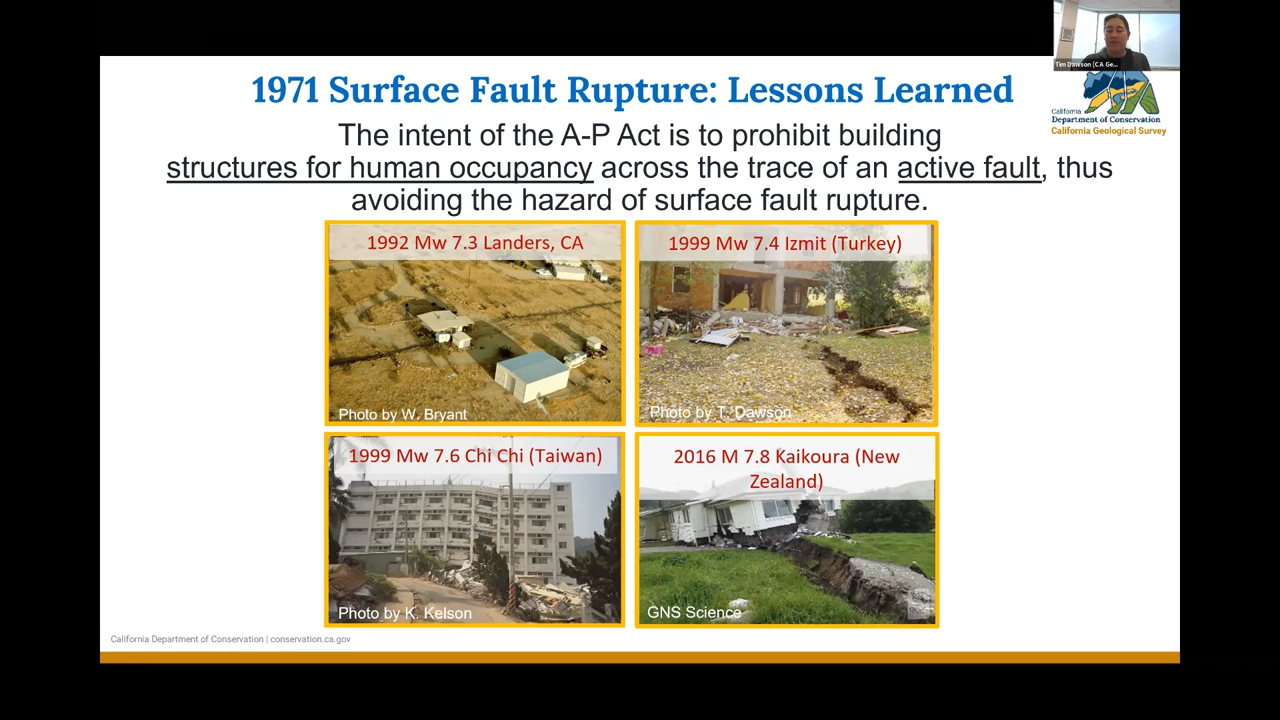 Tim Dawson (CA Ge...
1971 Surface Fault Rupture: Lessons Learned
California
Department of Conservation
California Geological Survey
The intent of the A-P Act is to prohibit building
structures for human occupancy across the trace of an active fault, thus
avoiding the hazard of surface fault rupture.
1992 Mw 7.3 Landers, CA
Photo by W. Bryant
1999 Mw 7.4 Izmit (Turkey)
Photo by T. Dawson
1999 Mw 7.6 Chi Chi (Taiwan)
Photo by K. Kelson
2016 M 7.8 Kaikoura (New
Zealand)
GNS Science
California Department of Conservation | conservation.ca.gov